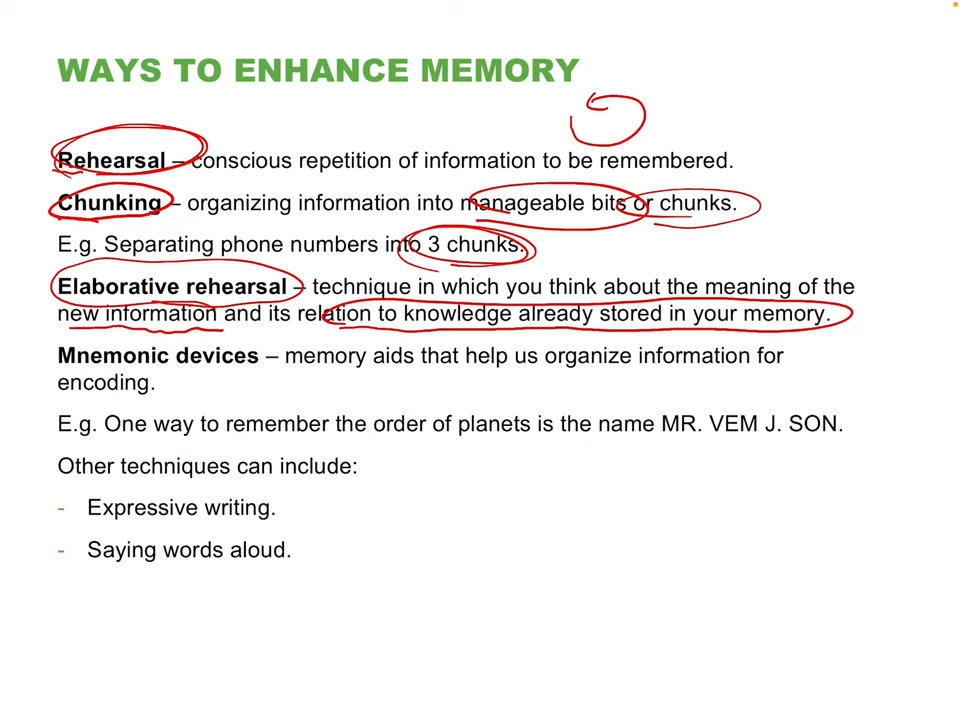 WAYS TO ENHANCE MEMORY
Rehearsal – conscious repetition of information to be remembered.
Chunking – organizing information into manageable bits or chunks.
E.g. Separating phone numbers into 3 chunks.
Elaborative rehearsal – technique in which you think about the meaning of the
new information and its relation to knowledge already stored in your memory.
Mnemonic devices – memory aids that help us organize information for
encoding.
E.g. One way to remember the order of planets is the name MR. VEM J. SON.
Other techniques can include:
- Expressive writing.
- Saying words aloud.